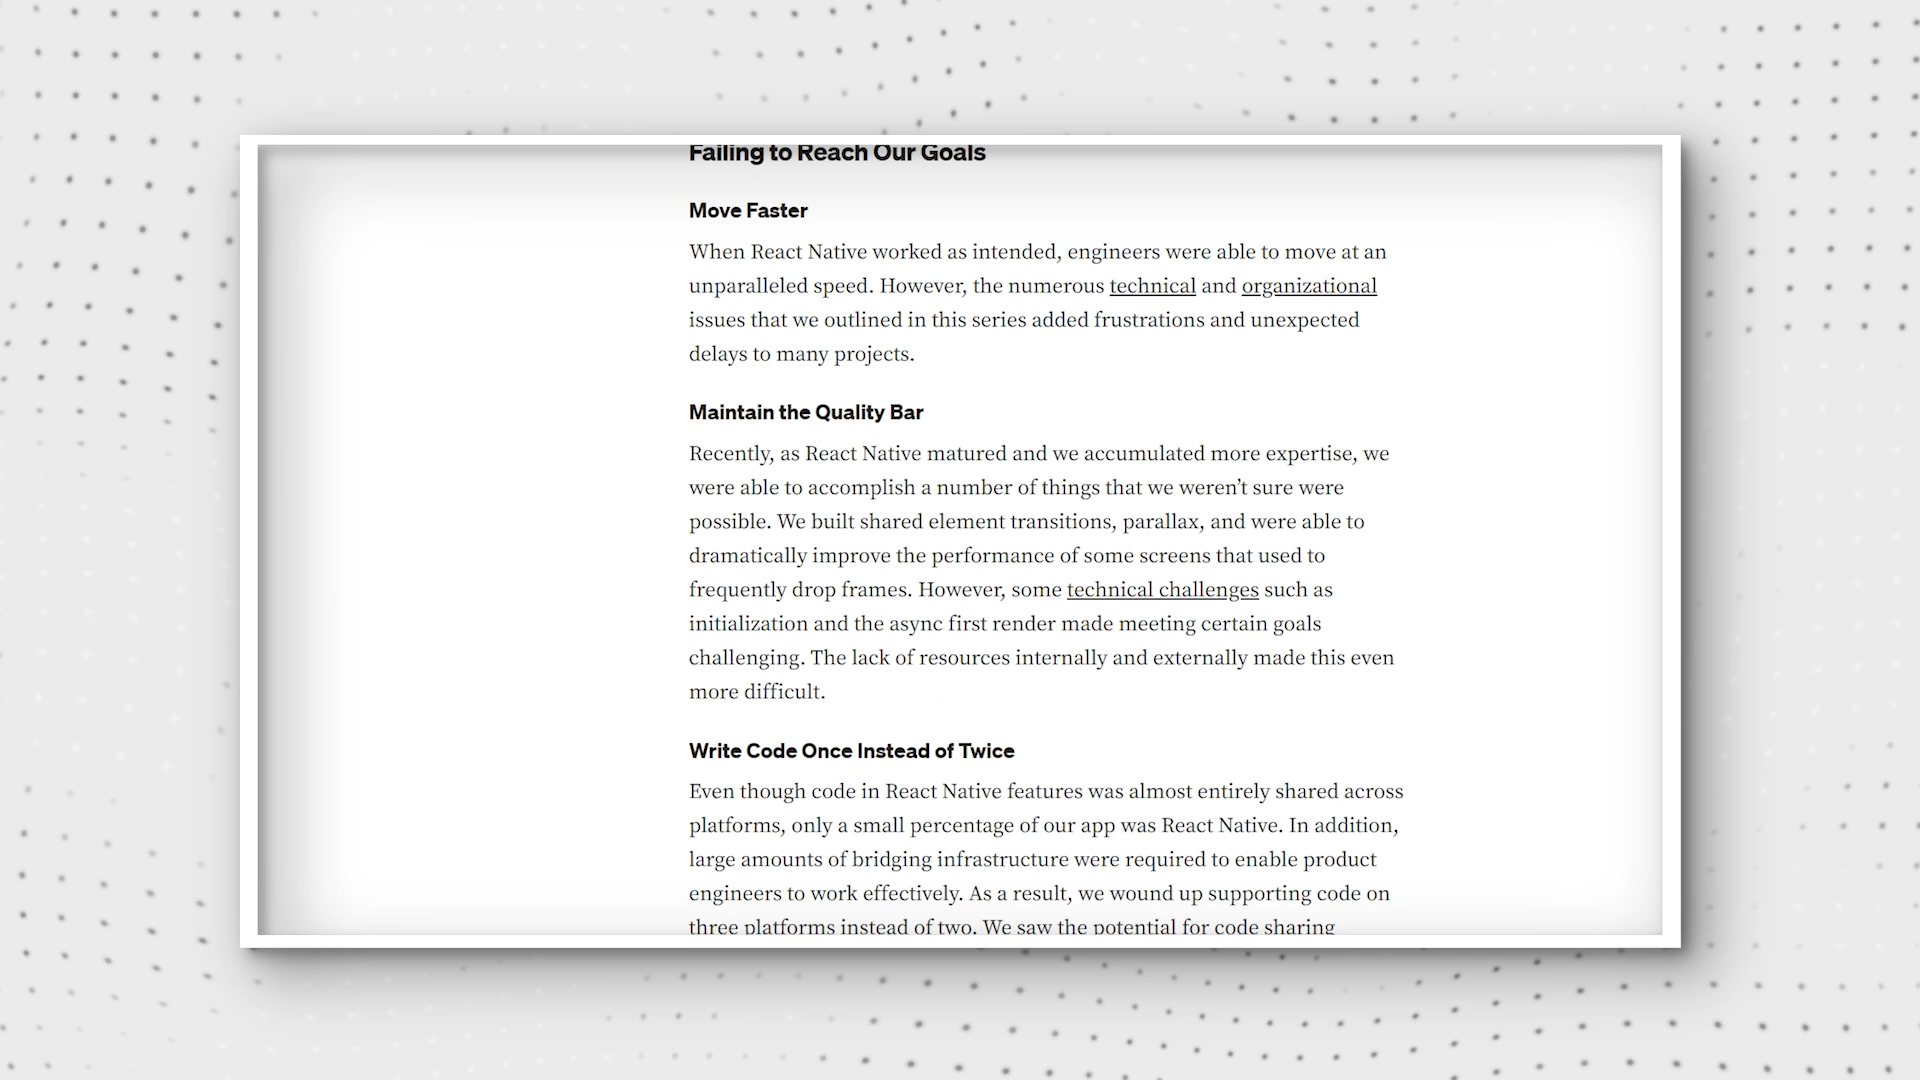 Failing to Reach Our Goals
Move Faster
When React Native worked as intended, engineers were able to move at an
unparalleled speed. However, the numerous technical and organizational
issues that we outlined in this series added frustrations and unexpected
delays to many projects.
Maintain the Quality Bar
Recently, as React Native matured and we accumulated more expertise, we
were able to accomplish a number of things that we weren’t sure were
possible. We built shared element transitions, parallax, and were able to
dramatically improve the performance of some screens that used to
frequently drop frames. However, some technical challenges such as
initialization and the async first render made meeting certain goals
challenging. The lack of resources internally and externally made this even
more difficult.
Write Code Once Instead of Twice
Even though code in React Native features was almost entirely shared across
platforms, only a small percentage of our app was React Native. In addition,
large amounts of bridging infrastructure were required to enable product
engineers to work effectively. As a result, we wound up supporting code on
three platforms instead of two. We saw the potential for code sharing